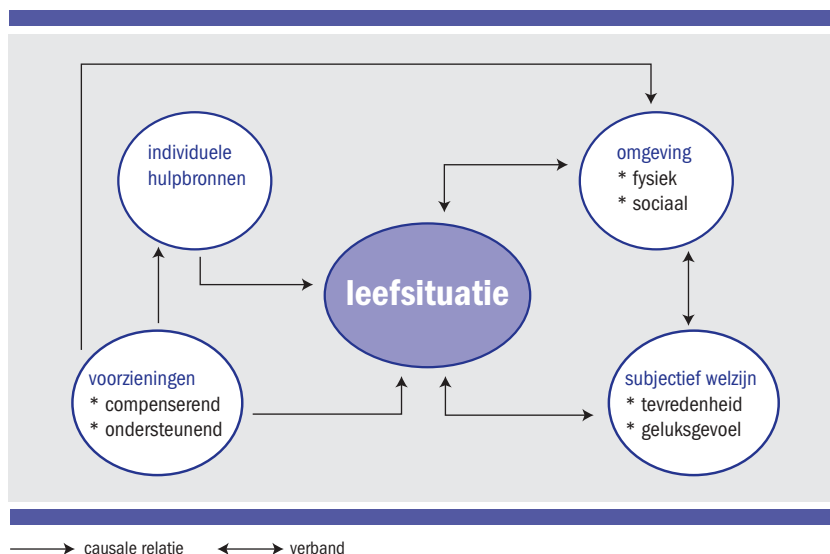 individuele
hulpbronnen
omgeving
* fysiek
* sociaal
leefsituatie
voorzieningen
* compenserend
* ondersteunend
subjectief welzijn
* tevredenheid
* geluksgevoel
causale relatie
verband